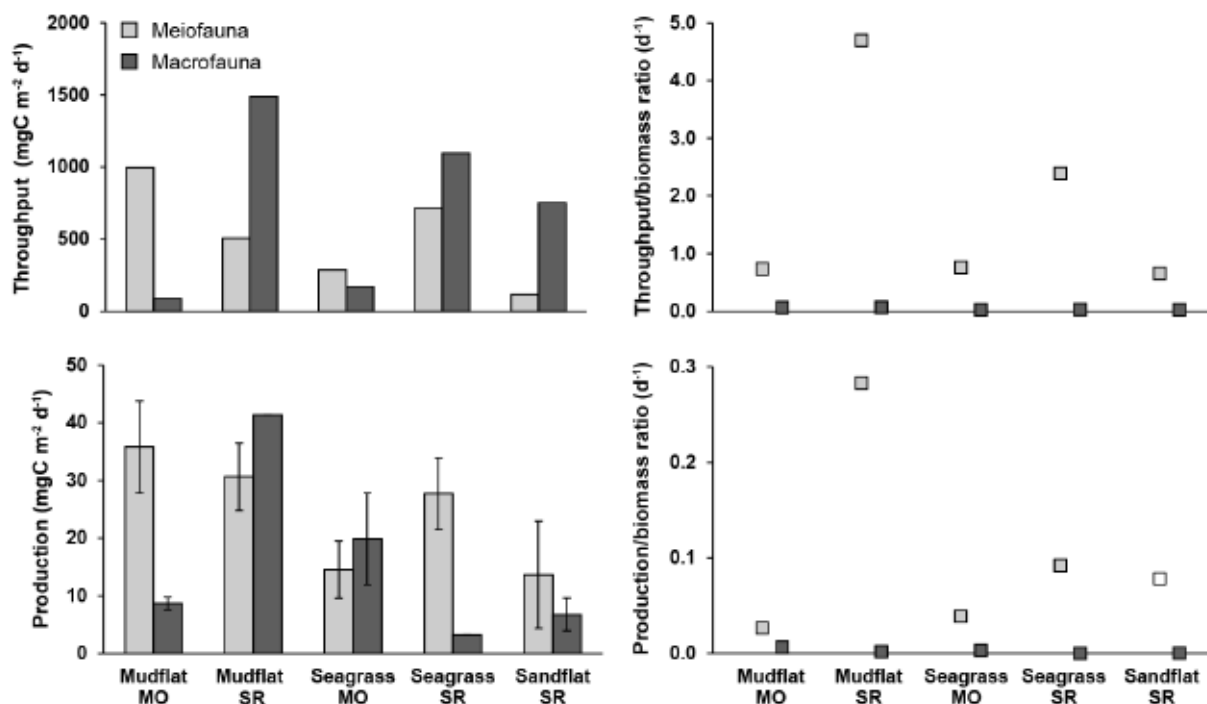 Throughput (mgC m⁻² d⁻¹)
2000
1500
1000
500
0
Meiofauna
Macrofauna
Throughput/biomass ratio (d⁻¹)
5.0
4.0
3.0
2.0
1.0
0.0
Production (mgC m⁻² d⁻¹)
50
40
30
20
10
0
Mudflat MO
Mudflat SR
Seagrass MO
Seagrass SR
Sandflat SR
Production/biomass ratio (d⁻¹)
0.3
0.2
0.1
0.0
Mudflat MO
Mudflat SR
Seagrass MO
Seagrass SR
Sandflat SR